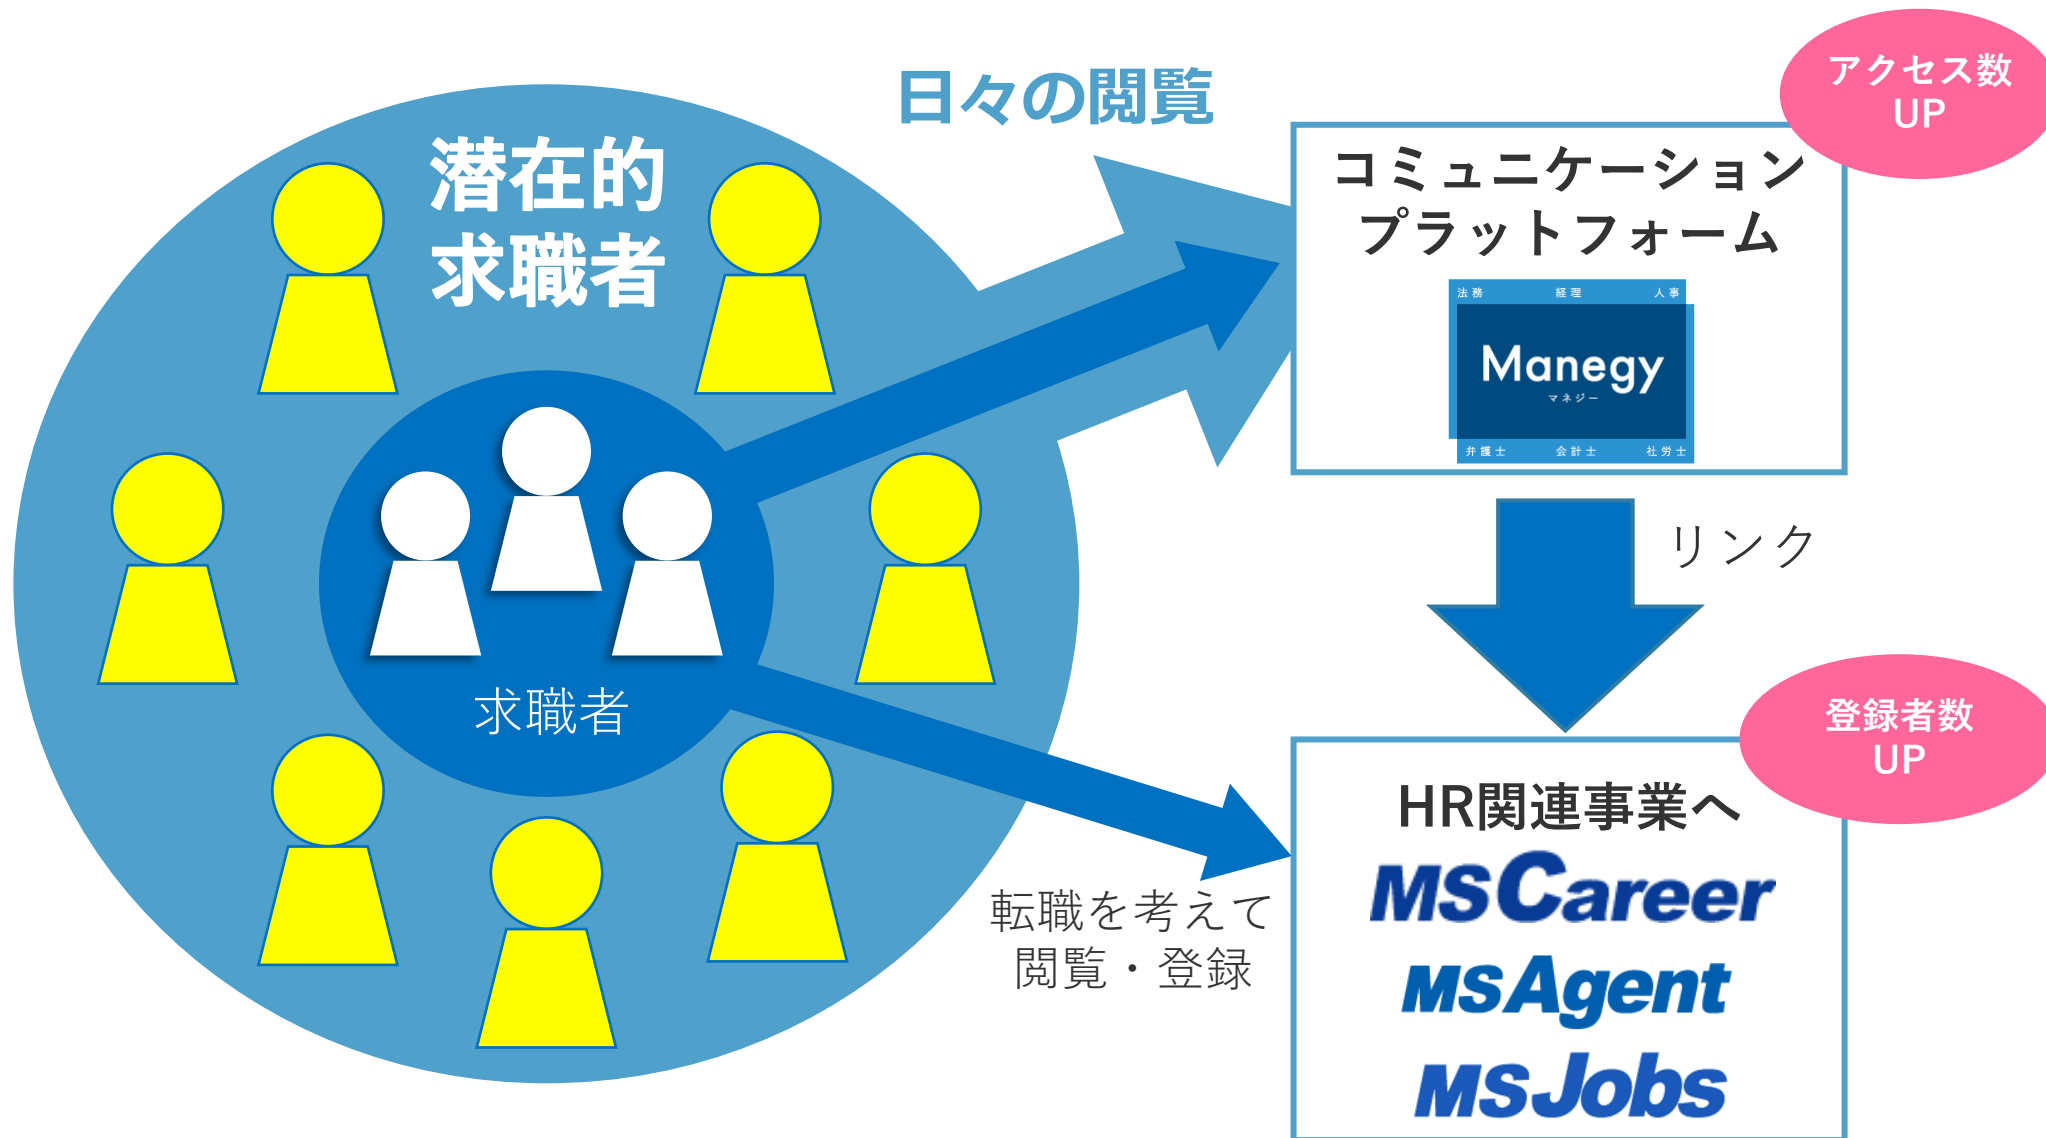 日々の閲覧
アクセス数
UP
潜在的
求職者
コミュニケーション
プラットフォーム
法務 経理 人事
Manegy
マネジー
弁護士 会計士 社労士
リンク
求職者
登録者数
UP
HR関連事業へ
転職を考えて
閲覧・登録
MSCareer
MSAgent
MSJobs